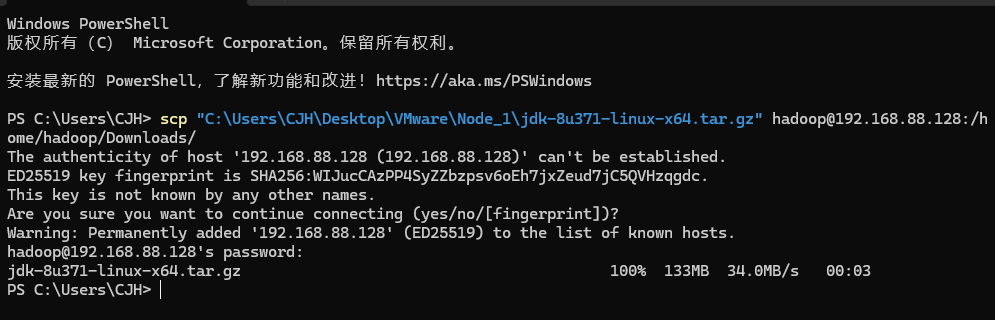 Windows PowerShell
版权所有 (C)  Microsoft Corporation。保留所有权利。
安装最新的 PowerShell，了解新功能和改进！https://aka.ms/PSWindows
PS C:\Users\CJH> scp "C:\Users\CJH\Desktop\VMware\Node_1\jdk-8u371-linux-x64.tar.gz" hadoop@192.168.88.128:/h
ome/hadoop/Downloads/
The authenticity of host '192.168.88.128 (192.168.88.128)' can't be established.
ED25519 key fingerprint is SHA256:WIJucCAzPP4SyZZbzpsv6oEh7jxZeud7jC5QVHzqgdc.
This key is not known by any other names.
Are you sure you want to continue connecting (yes/no/[fingerprint])?
Warning: Permanently added '192.168.88.128' (ED25519) to the list of known hosts.
hadoop@192.168.88.128's password:
jdk-8u371-linux-x64.tar.gz                                    100%  133MB  34.0MB/s   00:03
PS C:\Users\CJH>